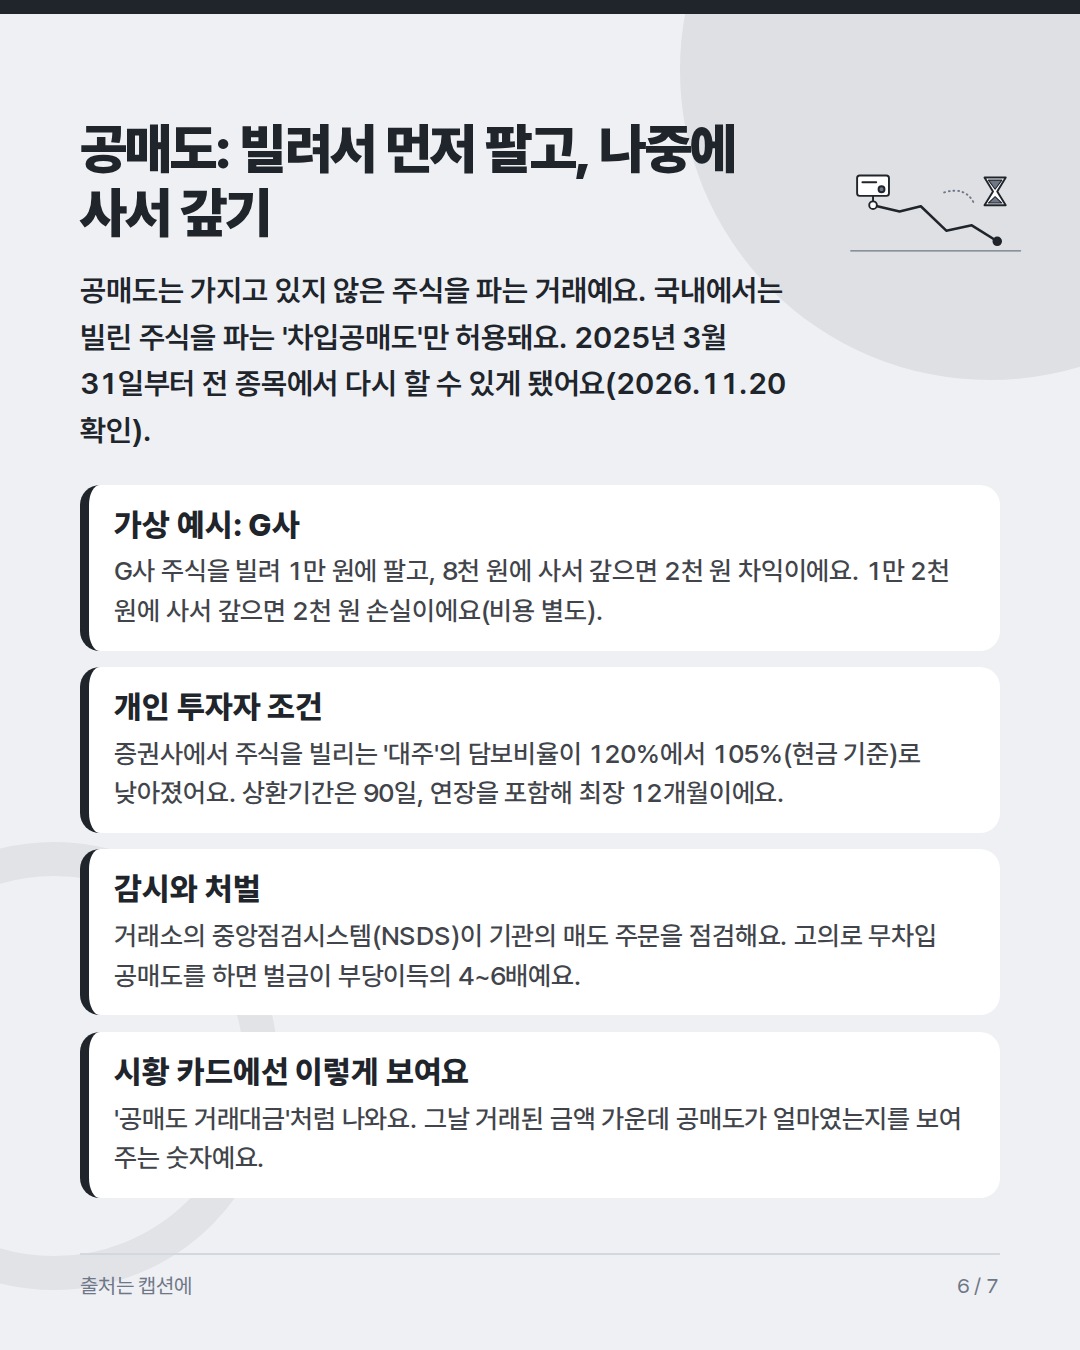 공매도: 빌려서 먼저 팔고, 나중에
사서 갚기
공매도는 가지고 있지 않은 주식을 파는 거래예요. 국내에서는
빌린 주식을 파는 '차입공매도'만 허용돼요. 2025년 3월
31일부터 전 종목에서 다시 할 수 있게 됐어요(2026.11.20
확인).
가상 예시: G사
G사 주식을 빌려 1만 원에 팔고, 8천 원에 사서 갚으면 2천 원 차익이에요. 1만 2천
원에 사서 갚으면 2천 원 손실이에요(비용 별도).
개인 투자자 조건
증권사에서 주식을 빌리는 '대주'의 담보비율이 120%에서 105%(현금 기준)로
낮아졌어요. 상환기간은 90일, 연장을 포함해 최장 12개월이에요.
감시와 처벌
거래소의 중앙점검시스템(NSDS)이 기관의 매도 주문을 점검해요. 고의로 무차입
공매도를 하면 벌금이 부당이득의 4~6배예요.
시황 카드에선 이렇게 보여요
'공매도 거래대금'처럼 나와요. 그날 거래된 금액 가운데 공매도가 얼마였는지를 보여
주는 숫자예요.
출처는 캡션에
6 / 7